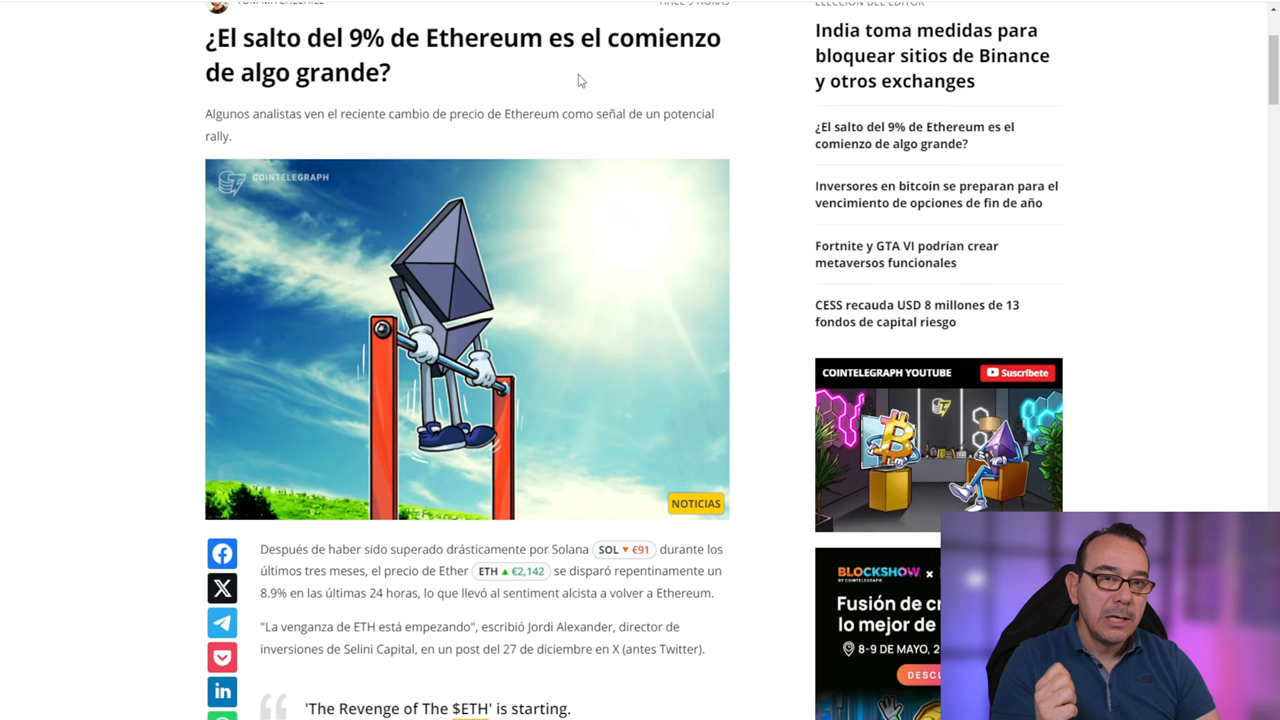 ¿El salto del 9% de Ethereum es el comienzo
de algo grande?
Algunos analistas ven el reciente cambio de precio de Ethereum como señal de un potencial
rally.
COINTELEGRAPH
NOTICIAS
Después de haber sido superado drásticamente por Solana SOL ▼ €91 durante los
últimos tres meses, el precio de Ether ETH ▲ €2,142 se disparó repentinamente un
8.9% en las últimas 24 horas, lo que llevó al sentiment alcista a volver a Ethereum.
"La venganza de ETH está empezando", escribió Jordi Alexander, director de
inversiones de Selini Capital, en un post del 27 de diciembre en X (antes Twitter).
'The Revenge of The $ETH' is starting.
ELECCIÓN DEL EDITOR
India toma medidas para
bloquear sitios de Binance
y otros exchanges
¿El salto del 9% de Ethereum es el
comienzo de algo grande?
Inversores en bitcoin se preparan para el
vencimiento de opciones de fin de año
Fortnite y GTA VI podrían crear
metaversos funcionales
CESS recauda USD 8 millones de 13
fondos de capital riesgo
COINTELEGRAPH YOUTUBE
Suscríbete
BLOCKSHOW x
BY COINTELEGRAPH
Fusión de cr
lo mejor de
8-9 DE MAYO, 2
DESCU